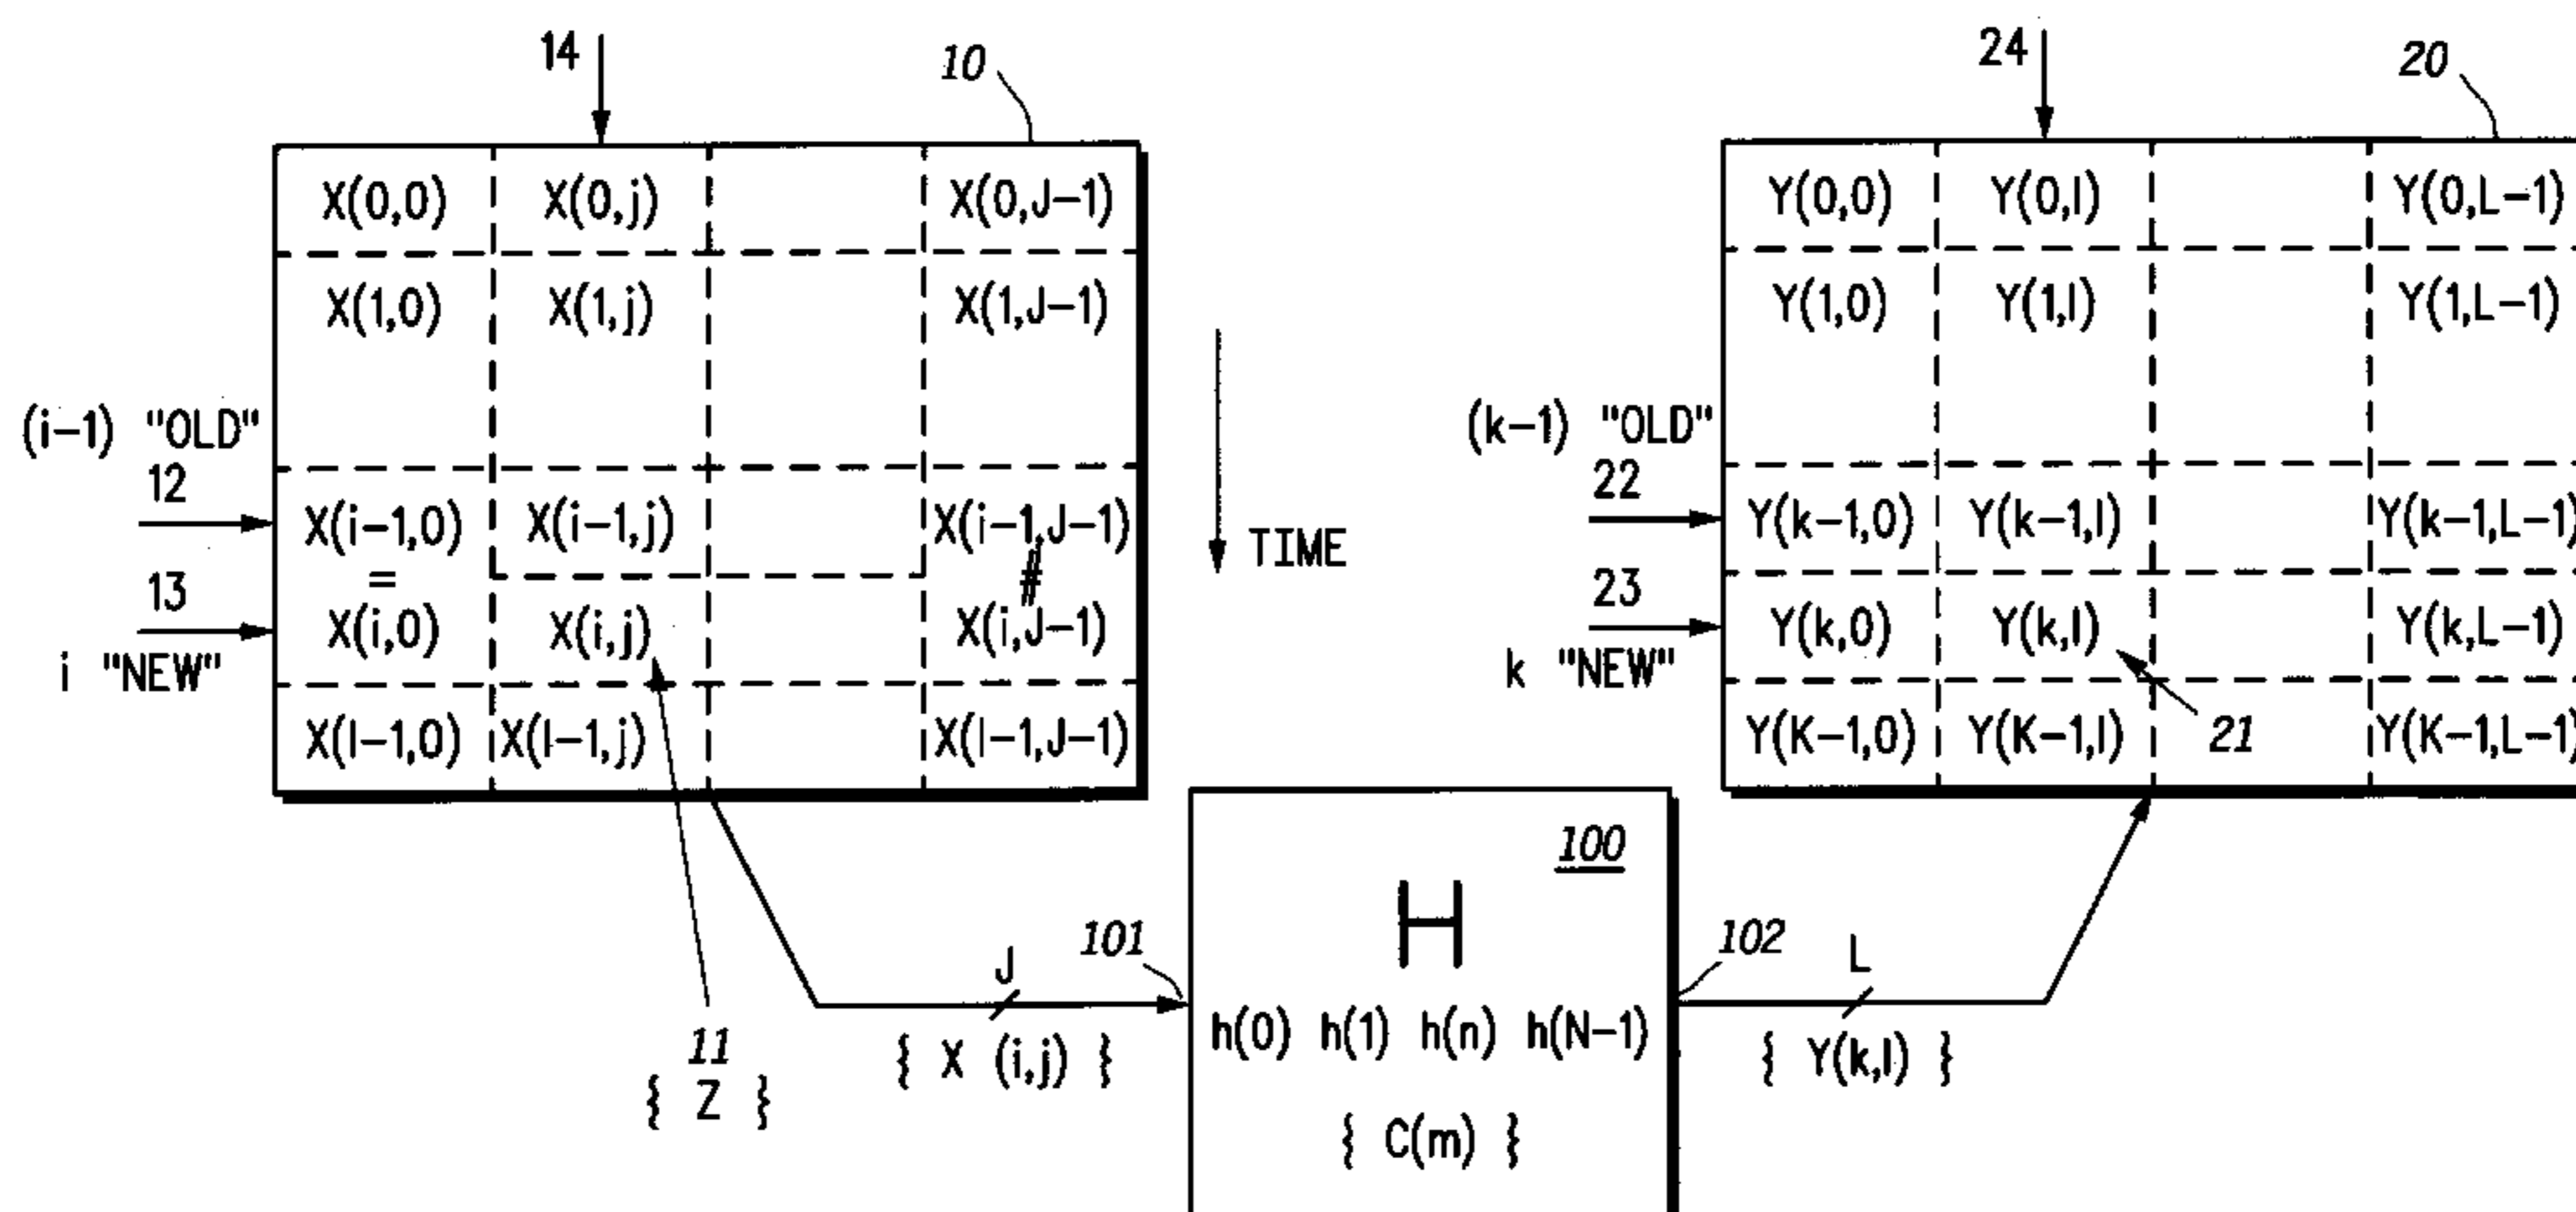 14
10
24
20
X(0,0) X(0,j) X(0,J-1)
Y(0,0) Y(0,l) Y(0,L-1)
X(1,0) X(1,j) X(1,J-1)
Y(1,0) Y(1,l) Y(1,L-1)
(i-1) "OLD"
(k-1) "OLD"
12
22
X(i-1,0) X(i-1,j) X(i-1,J-1)
TIME
Y(k-1,0) Y(k-1,l) Y(k-1,L-1)
= #
13
23
X(i,0) X(i,j) X(i,J-1)
Y(k,0) Y(k,l) Y(k,L-1)
i "NEW"
k "NEW"
X(I-1,0) X(I-1,j) X(I-1,J-1)
Y(K-1,0) Y(K-1,l) Y(K-1,L-1)
21
100
H
101
102
J
L
h(0) h(1) h(n) h(N-1)
11
{ Z }
{ X (i,j) }
{ Y(k,l) }
{ C(m) }